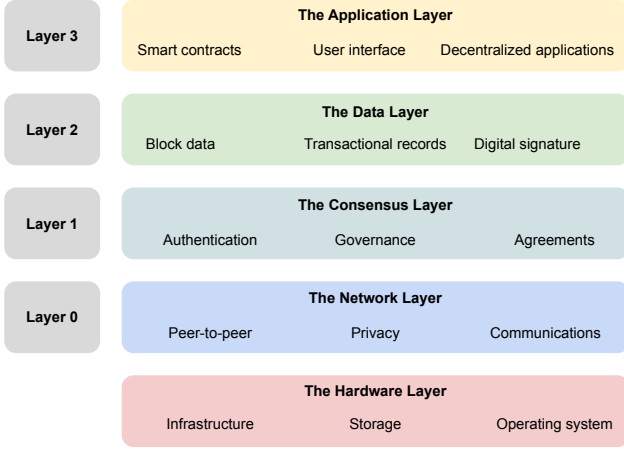 Layer 3
The Application Layer
Smart contracts User interface Decentralized applications
Layer 2
The Data Layer
Block data Transactional records Digital signature
Layer 1
The Consensus Layer
Authentication Governance Agreements
Layer 0
The Network Layer
Peer-to-peer Privacy Communications
The Hardware Layer
Infrastructure Storage Operating system